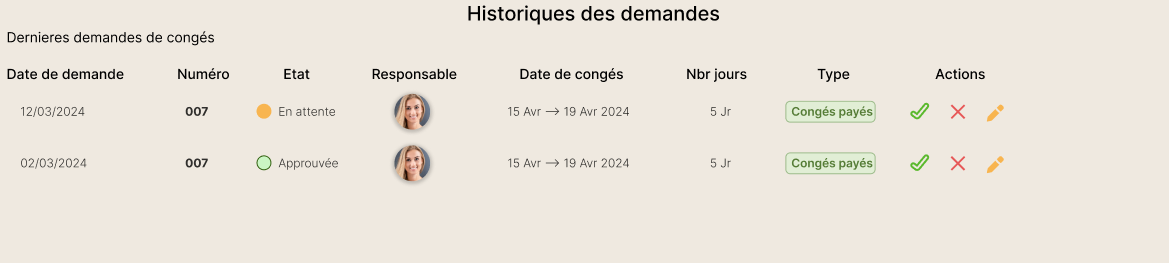 Historiques des demandes
Dernieres demandes de congés
Date de demande Numéro Etat Responsable Date de congés Nbr jours Type Actions
12/03/2024 007 En attente 15 Avr → 19 Avr 2024 5 Jr Congés payés
02/03/2024 007 Approuvée 15 Avr → 19 Avr 2024 5 Jr Congés payés